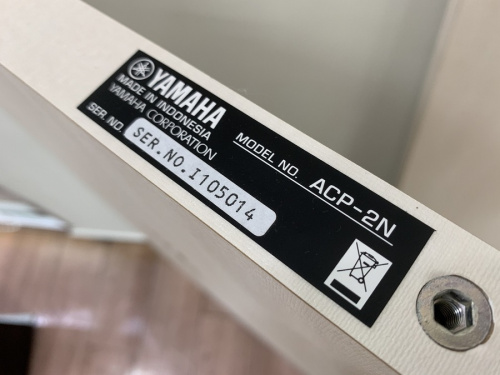 YAMAHA
MADE IN INDONESIA
YAMAHA CORPORATION
SER. NO.
SER.NO.I105014
MODEL NO. ACP-2N